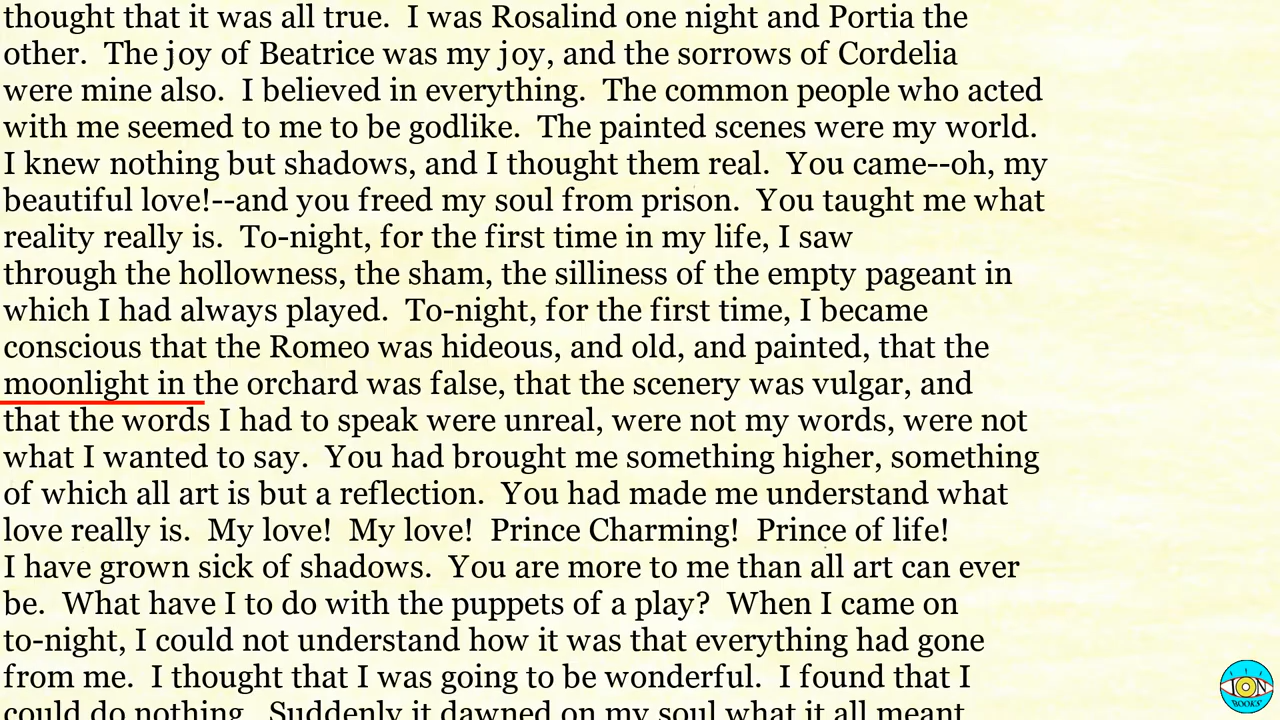 thought that it was all true.  I was Rosalind one night and Portia the
other.  The joy of Beatrice was my joy, and the sorrows of Cordelia
were mine also.  I believed in everything.  The common people who acted
with me seemed to me to be godlike.  The painted scenes were my world.
I knew nothing but shadows, and I thought them real.  You came--oh, my
beautiful love!--and you freed my soul from prison.  You taught me what
reality really is.  To-night, for the first time in my life, I saw
through the hollowness, the sham, the silliness of the empty pageant in
which I had always played.  To-night, for the first time, I became
conscious that the Romeo was hideous, and old, and painted, that the
moonlight in the orchard was false, that the scenery was vulgar, and
that the words I had to speak were unreal, were not my words, were not
what I wanted to say.  You had brought me something higher, something
of which all art is but a reflection.  You had made me understand what
love really is.  My love!  My love!  Prince Charming!  Prince of life!
I have grown sick of shadows.  You are more to me than all art can ever
be.  What have I to do with the puppets of a play?  When I came on
to-night, I could not understand how it was that everything had gone
from me.  I thought that I was going to be wonderful.  I found that I
could do nothing.  Suddenly it dawned on my soul what it all meant.
ION
BOOKS